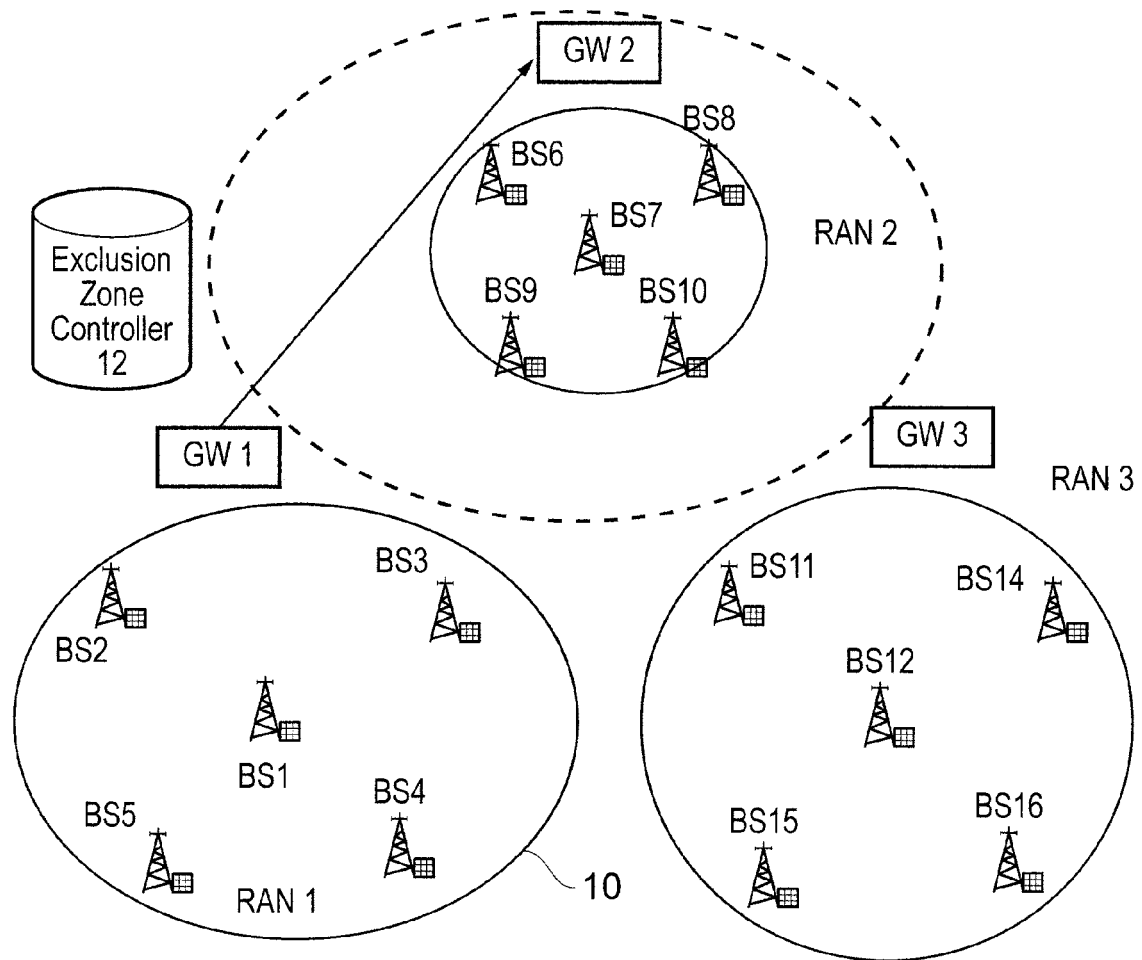 GW 2
BS8
BS6
BS7
RAN 2
Exclusion
Zone
Controller
12
BS9
BS10
GW 1
GW 3
RAN 3
BS3
BS11
BS14
BS2
BS12
BS1
BS4
BS5
BS15
BS16
10
RAN 1